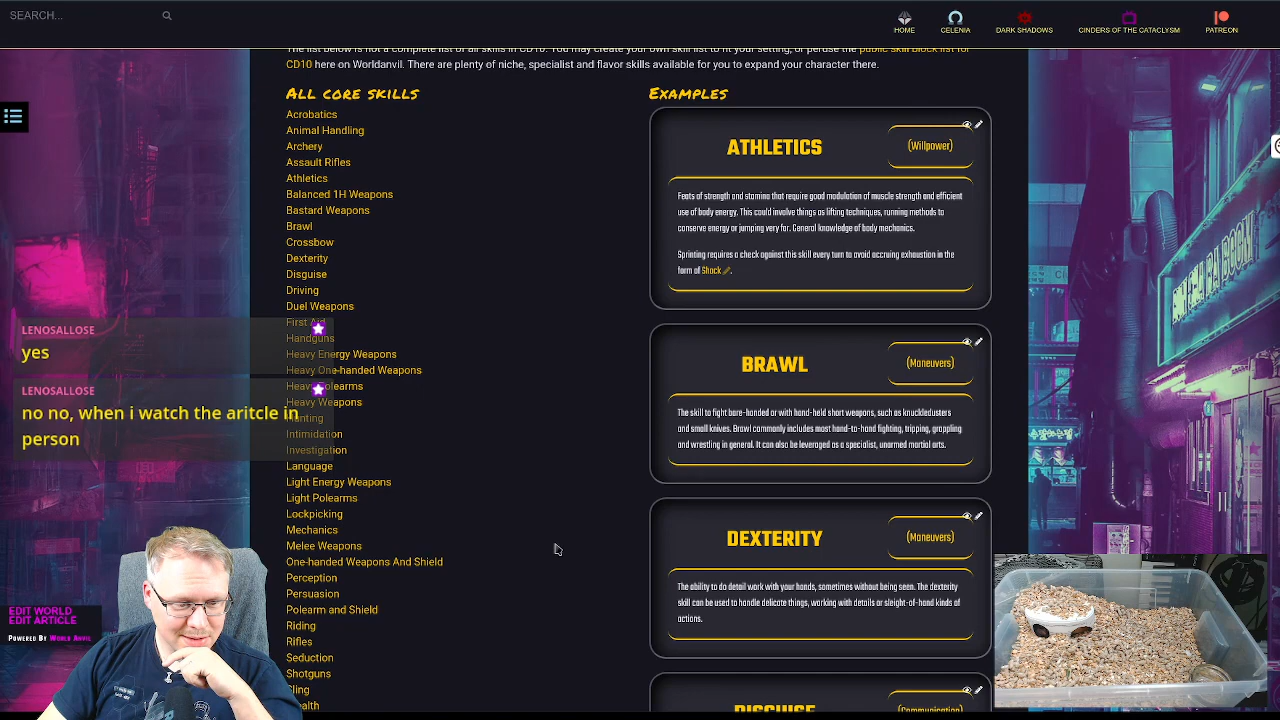 SEARCH...
HOME
CELENIA
DARK SHADOWS
CINDERS OF THE CATACLYSM
PATREON
The list below is not a complete list of all skills in CD10. You may create your own skill list to fit your setting, or peruse the public skill block list for
CD10 here on Worldanvil. There are plenty of niche, specialist and flavor skills available for you to expand your character there.
ALL CORE SKILLS
Acrobatics
Animal Handling
Archery
Assault Rifles
Athletics
Balanced 1H Weapons
Bastard Weapons
Brawl
Crossbow
Dexterity
Disguise
Driving
Duel Weapons
First Aid
Handguns
Heavy Energy Weapons
Heavy One-handed Weapons
Heavy Polearms
Heavy Weapons
Hunting
Intimidation
Investigation
Language
Light Energy Weapons
Light Polearms
Lockpicking
Mechanics
Melee Weapons
One-handed Weapons And Shield
Perception
Persuasion
Polearm and Shield
Riding
Rifles
Seduction
Shotguns
Sling
Stealth
EXAMPLES
ATHLETICS
(Willpower)
Feats of strength and stamina that require good modulation of muscle strength and efficient
use of body energy. This could involve things as lifting techniques, running methods to
conserve energy or jumping very far. General knowledge of body mechanics.
Sprinting requires a check against this skill every turn to avoid accruing exhaustion in the
form of Shock.
BRAWL
(Maneuvers)
The skill to fight bare-handed or with hand-held short weapons, such as knuckledusters
and small knives. Brawl commonly includes most hand-to-hand fighting, tripping, grappling
and wrestling in general. It can also be leveraged as a specialist, unarmed martial arts.
DEXTERITY
(Maneuvers)
The ability to do detail work with your hands, sometimes without being seen. The dexterity
skill can be used to handle delicate things, working with details or sleight-of-hand kinds of
actions.
DISGUISE
(Communication)
LENOSALLOSE
yes
LENOSALLOSE
no no, when i watch the aritcle in
person
EDIT WORLD
EDIT ARTICLE
POWERED BY WORLD ANVIL